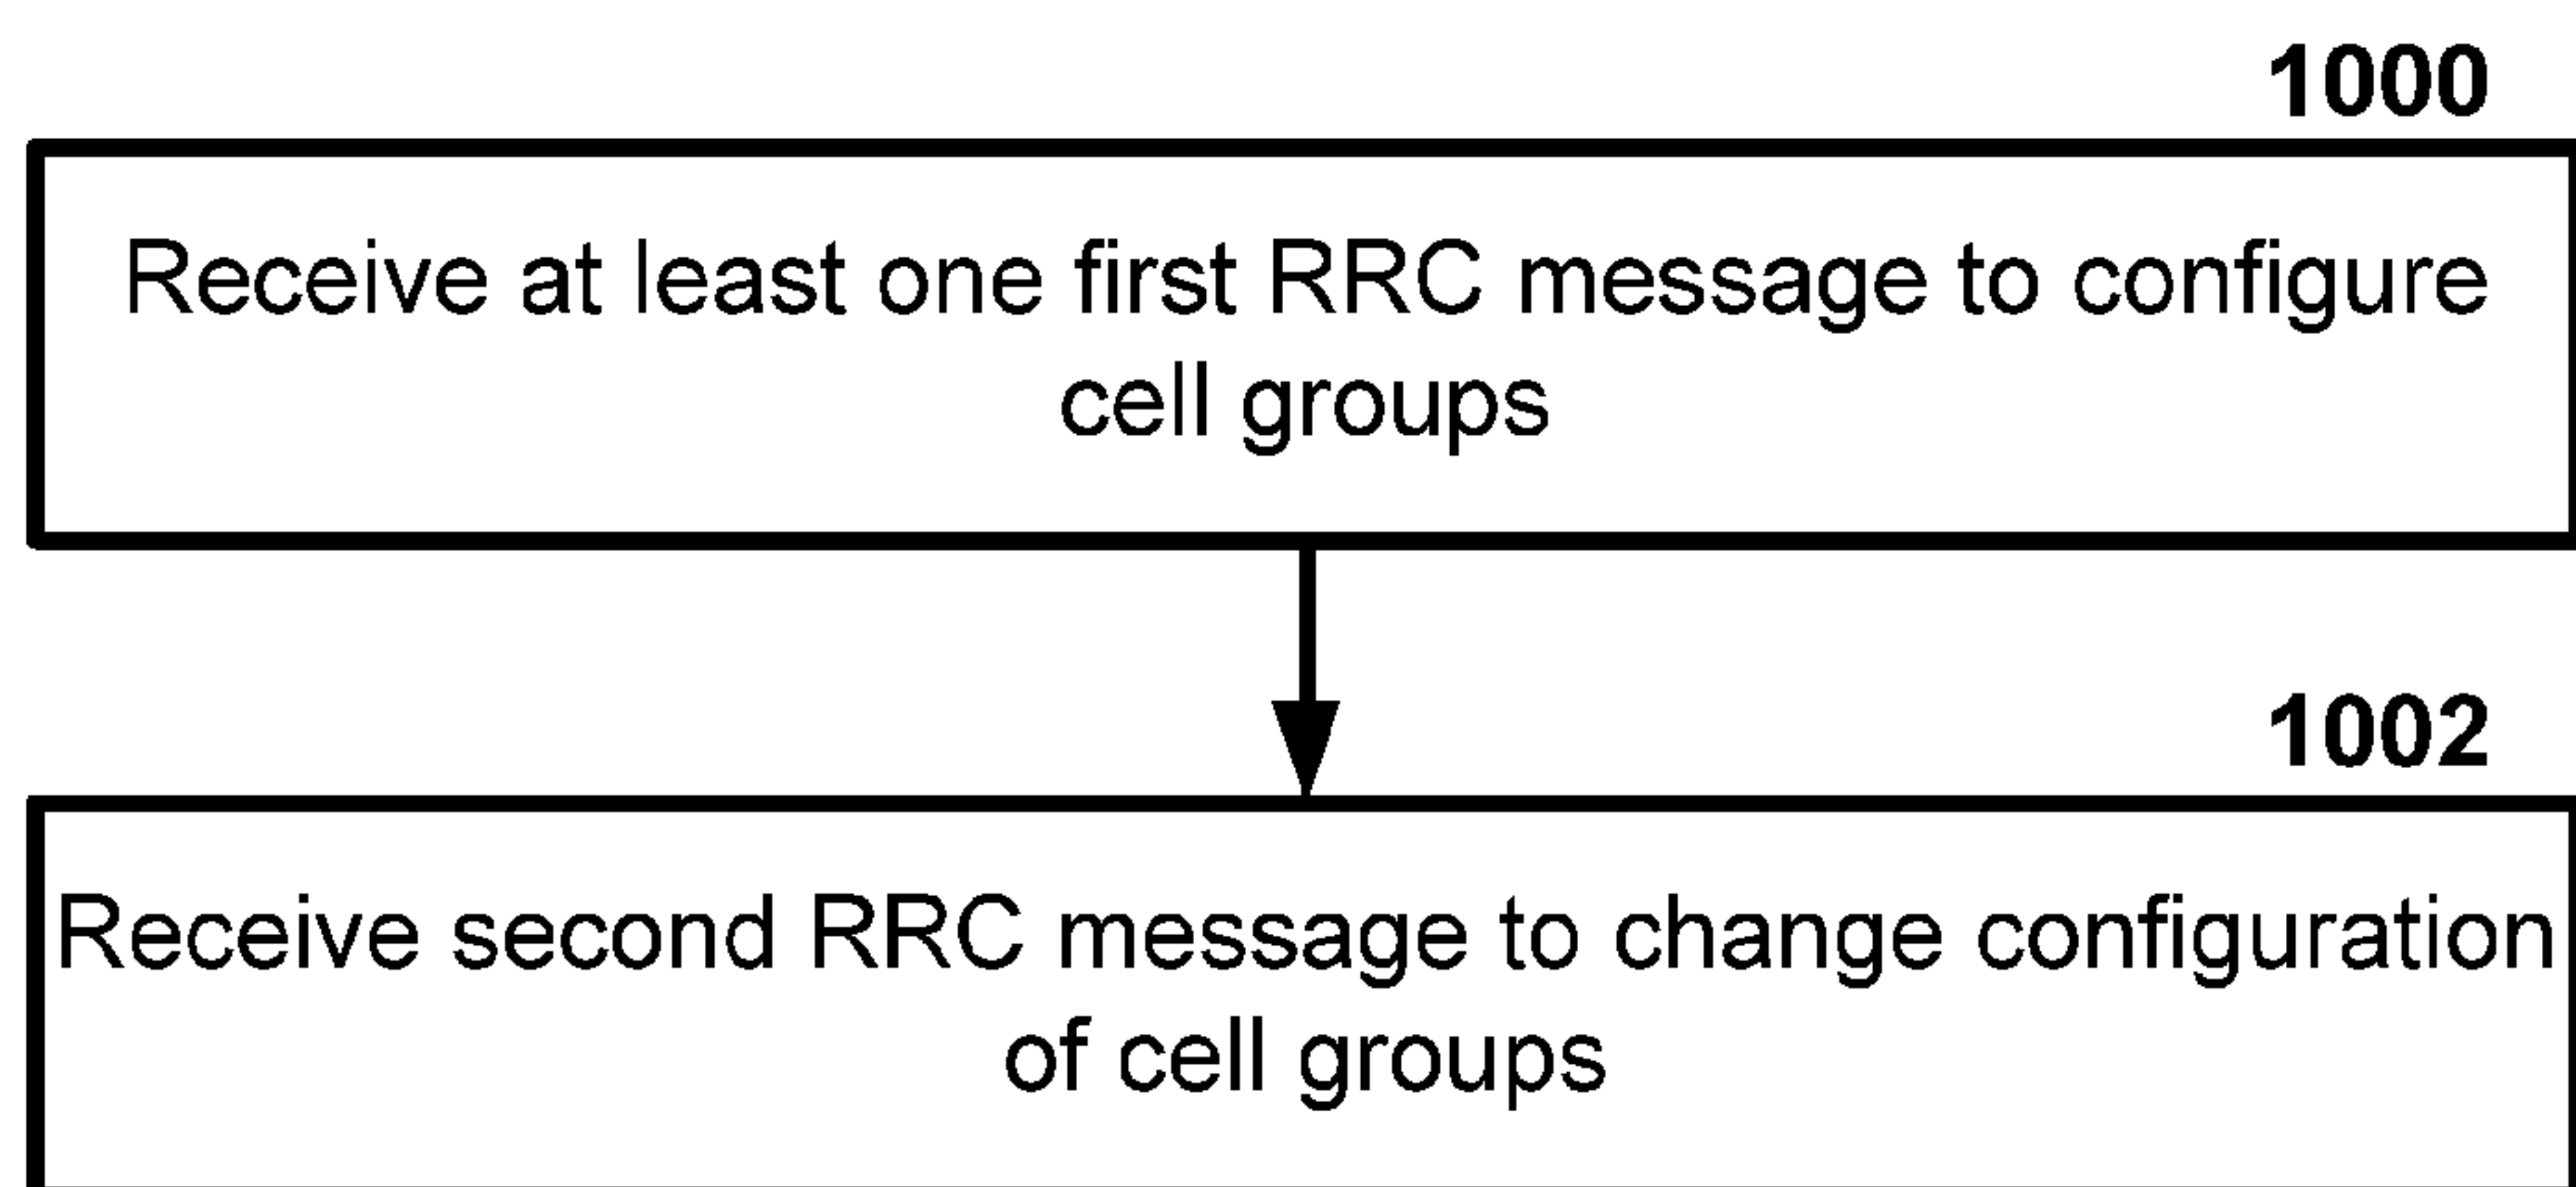 1000
Receive at least one first RRC message to configure
cell groups
1002
Receive second RRC message to change configuration
of cell groups